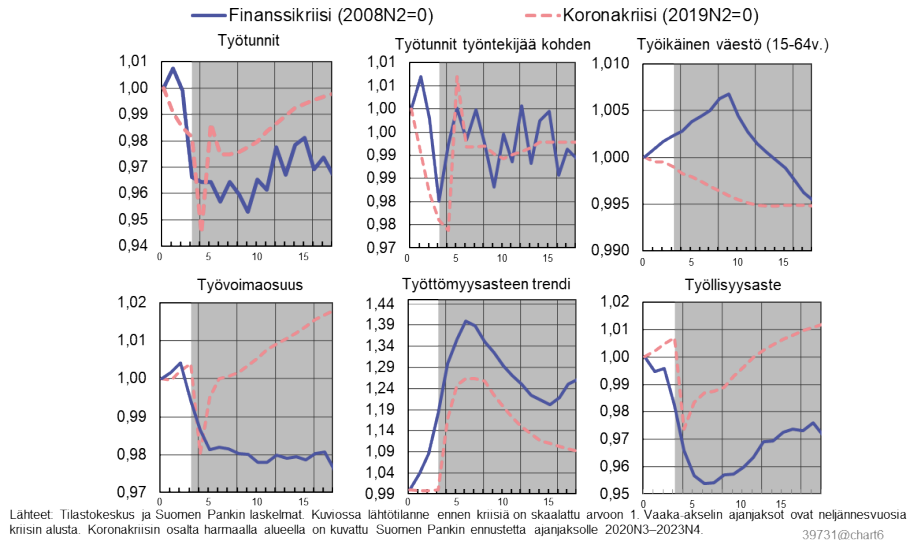 Finanssikriisi (2008N2=0) Koronakriisi (2019N2=0)
Työtunnit
1,01
1,00
0,99
0,98
0,97
0,96
0,95
0,94
0 5 10 15
Työtunnit työntekijää kohden
1,01
1,00
1,00
0,99
0,99
0,98
0,98
0,97
0 5 10 15
Työikäinen väestö (15-64v.)
1,010
1,005
1,000
0,995
0,990
0 5 10 15
Työvoimaosuus
1,02
1,01
1,00
0,99
0,98
0,97
0 5 10 15
Työttömyysasteen trendi
1,44
1,39
1,34
1,29
1,24
1,19
1,14
1,09
1,04
0,99
0 5 10 15
Työllisyysaste
1,02
1,01
1,00
0,99
0,98
0,97
0,96
0,95
0 5 10 15
Lähteet: Tilastokeskus ja Suomen Pankin laskelmat. Kuviossa lähtötilanne ennen kriisiä on skaalattu arvoon 1. Vaaka-akselin ajanjaksot ovat neljännesvuosia
kriisin alusta. Koronakriisin osalta harmaalla alueella on kuvattu Suomen Pankin ennustetta ajanjaksolle 2020N3–2023N4.
39731@chart6